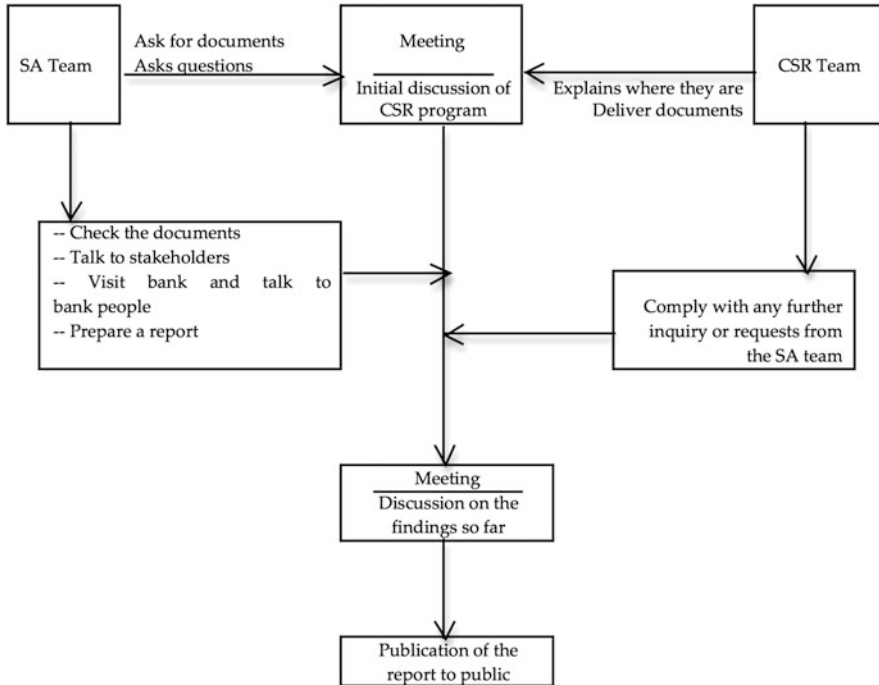 SA Team
Ask for documents
Asks questions
Meeting
Initial discussion of
CSR program
Explains where they are
Deliver documents
CSR Team
-- Check the documents
-- Talk to stakeholders
-- Visit bank and talk to
bank people
-- Prepare a report
Comply with any further
inquiry or requests from
the SA team
Meeting
Discussion on the
findings so far
Publication of the
report to public